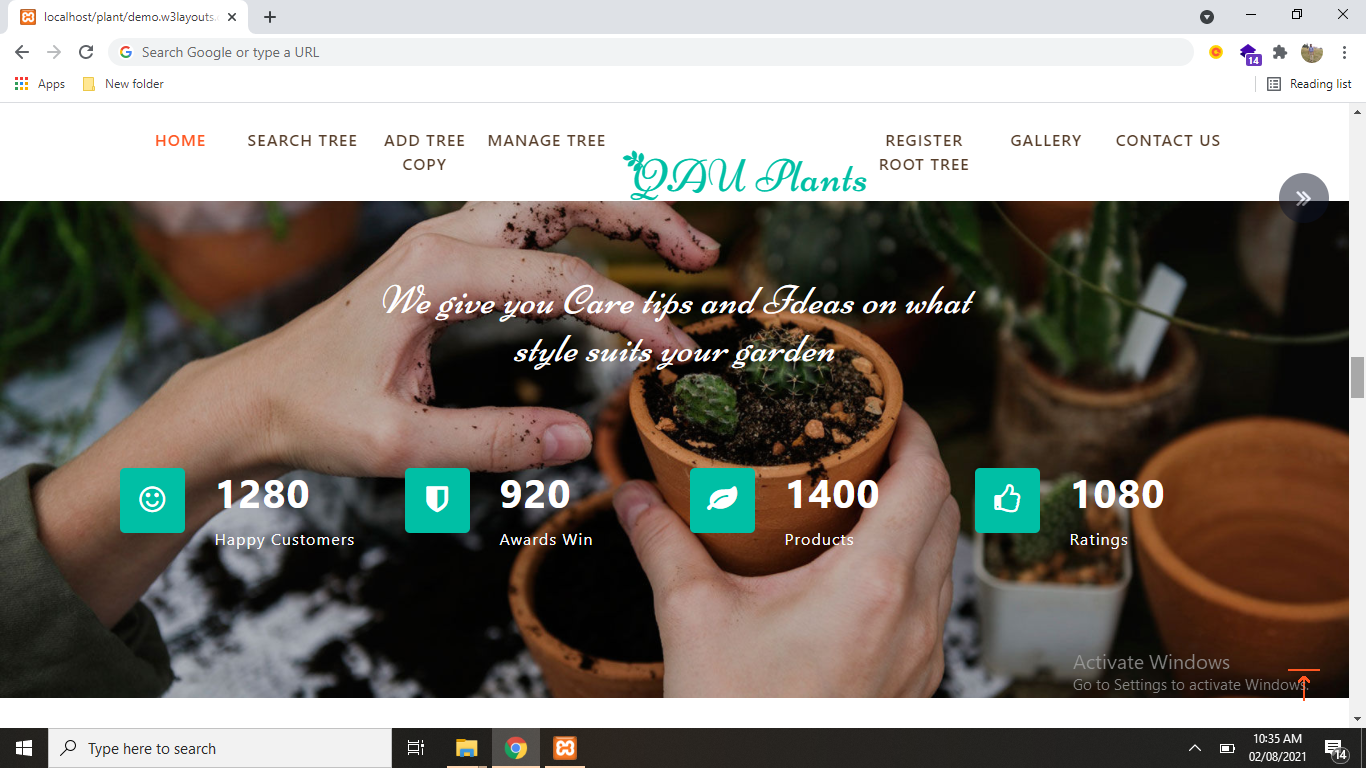 localhost/plant/demo.w3layouts.
Search Google or type a URL
14
Apps
New folder
Reading list
HOME
SEARCH TREE
ADD TREE
COPY
MANAGE TREE
QAU Plants
REGISTER
ROOT TREE
GALLERY
CONTACT US
We give you Care tips and Ideas on what
style suits your garden
1280
Happy Customers
920
Awards Win
1400
Products
1080
Ratings
Activate Windows
Go to Settings to activate Windows.
Type here to search
10:35 AM
02/08/2021
14